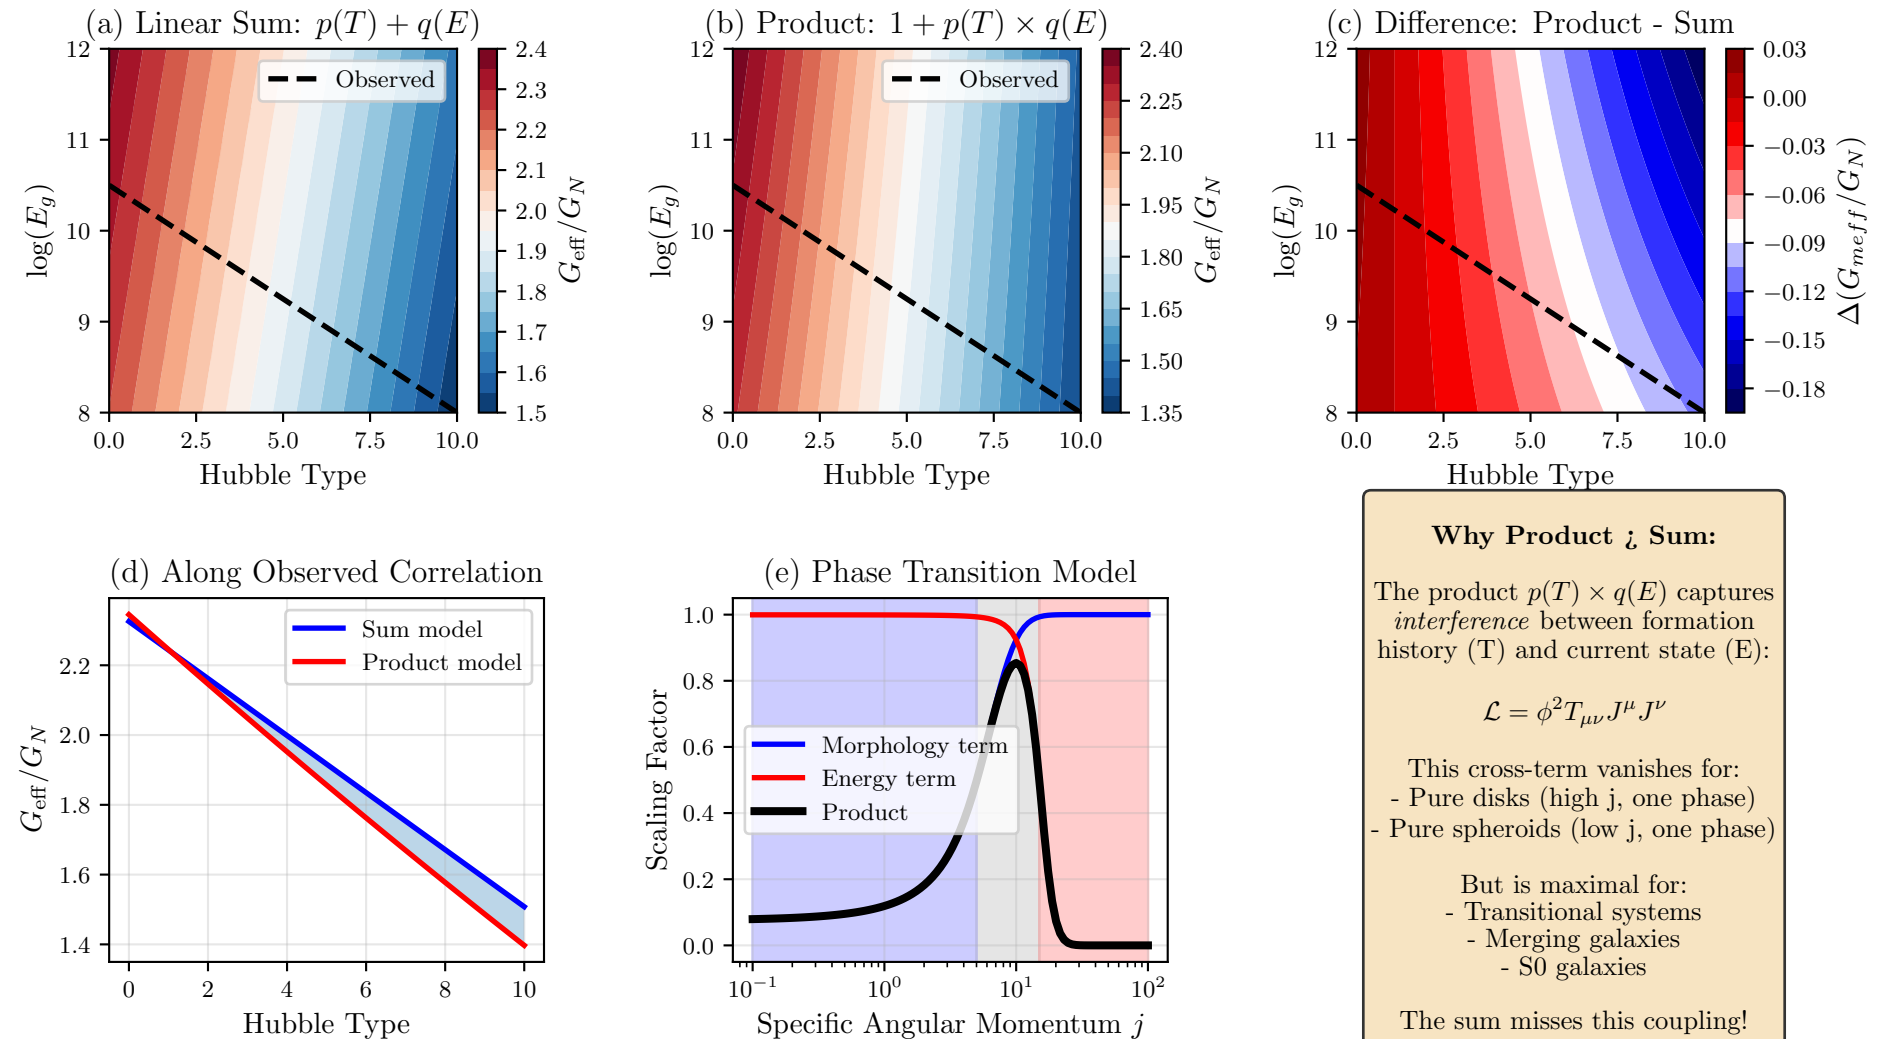 (a) Linear Sum: p(T) + q(E)
12
11
10
9
8
log(E_g)
0.0 2.5 5.0 7.5 10.0
Hubble Type
Observed
2.4
2.3
2.2
2.1
2.0
1.9
1.8
1.7
1.6
1.5
G_eff/G_N
(b) Product: 1 + p(T) × q(E)
12
11
10
9
8
log(E_g)
0.0 2.5 5.0 7.5 10.0
Hubble Type
Observed
2.40
2.25
2.10
1.95
1.80
1.65
1.50
1.35
G_eff/G_N
(c) Difference: Product - Sum
12
11
10
9
8
log(E_g)
0.0 2.5 5.0 7.5 10.0
Hubble Type
0.03
0.00
−0.03
−0.06
−0.09
−0.12
−0.15
−0.18
Δ(G_meff/G_N)
(d) Along Observed Correlation
2.2
2.0
1.8
1.6
1.4
G_eff/G_N
0 2 4 6 8 10
Hubble Type
Sum model
Product model
(e) Phase Transition Model
1.0
0.8
0.6
0.4
0.2
0.0
Scaling Factor
10^−1 10^0 10^1 10^2
Specific Angular Momentum j
Morphology term
Energy term
Product
Why Product ¿ Sum:
The product p(T) × q(E) captures
interference between formation
history (T) and current state (E):
ℒ = ϕ²T_μν J^μ J^ν
This cross-term vanishes for:
- Pure disks (high j, one phase)
- Pure spheroids (low j, one phase)
But is maximal for:
- Transitional systems
- Merging galaxies
- S0 galaxies
The sum misses this coupling!